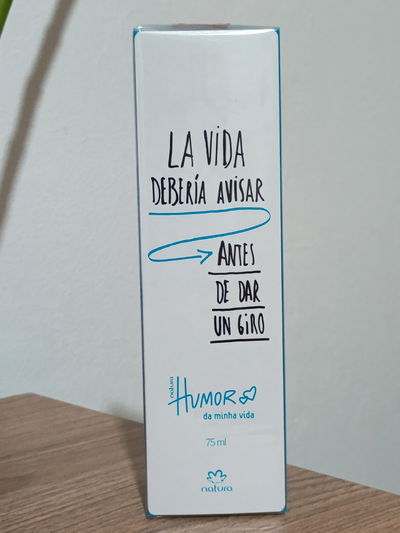 LA VIDA
DEBERÍA AVISAR
ANTES
DE DAR
UN GIRO
natura
HUMOR
da minha vida
75 ml
natura